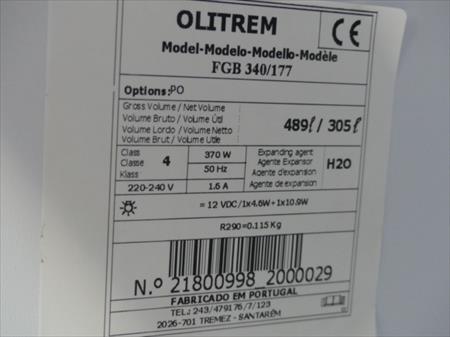 OLITREM
CE
Model-Modelo-Modello-Modèle
FGB 340/177
Options:PO
Gross Volume / Net Volume
Volume Bruto / Volume Útil
Volume Lordo / Volume Netto
Volume Brut / Volume Utile
489ℓ / 305ℓ
Class
Classe
Klass
4
370 W
50 Hz
Expanding agent
Agente Expansor
Agente d'expansion
Agente de expansion
H2O
220-240 V
1.6 A
= 12 VDC/1x4.6W+1x10.9W
R290=0.115 Kg
N.º 21800998_2000029
FABRICADO EM PORTUGAL
TEL.: 243/479176/7/123
2026-701 TREMEZ - SANTARÉM